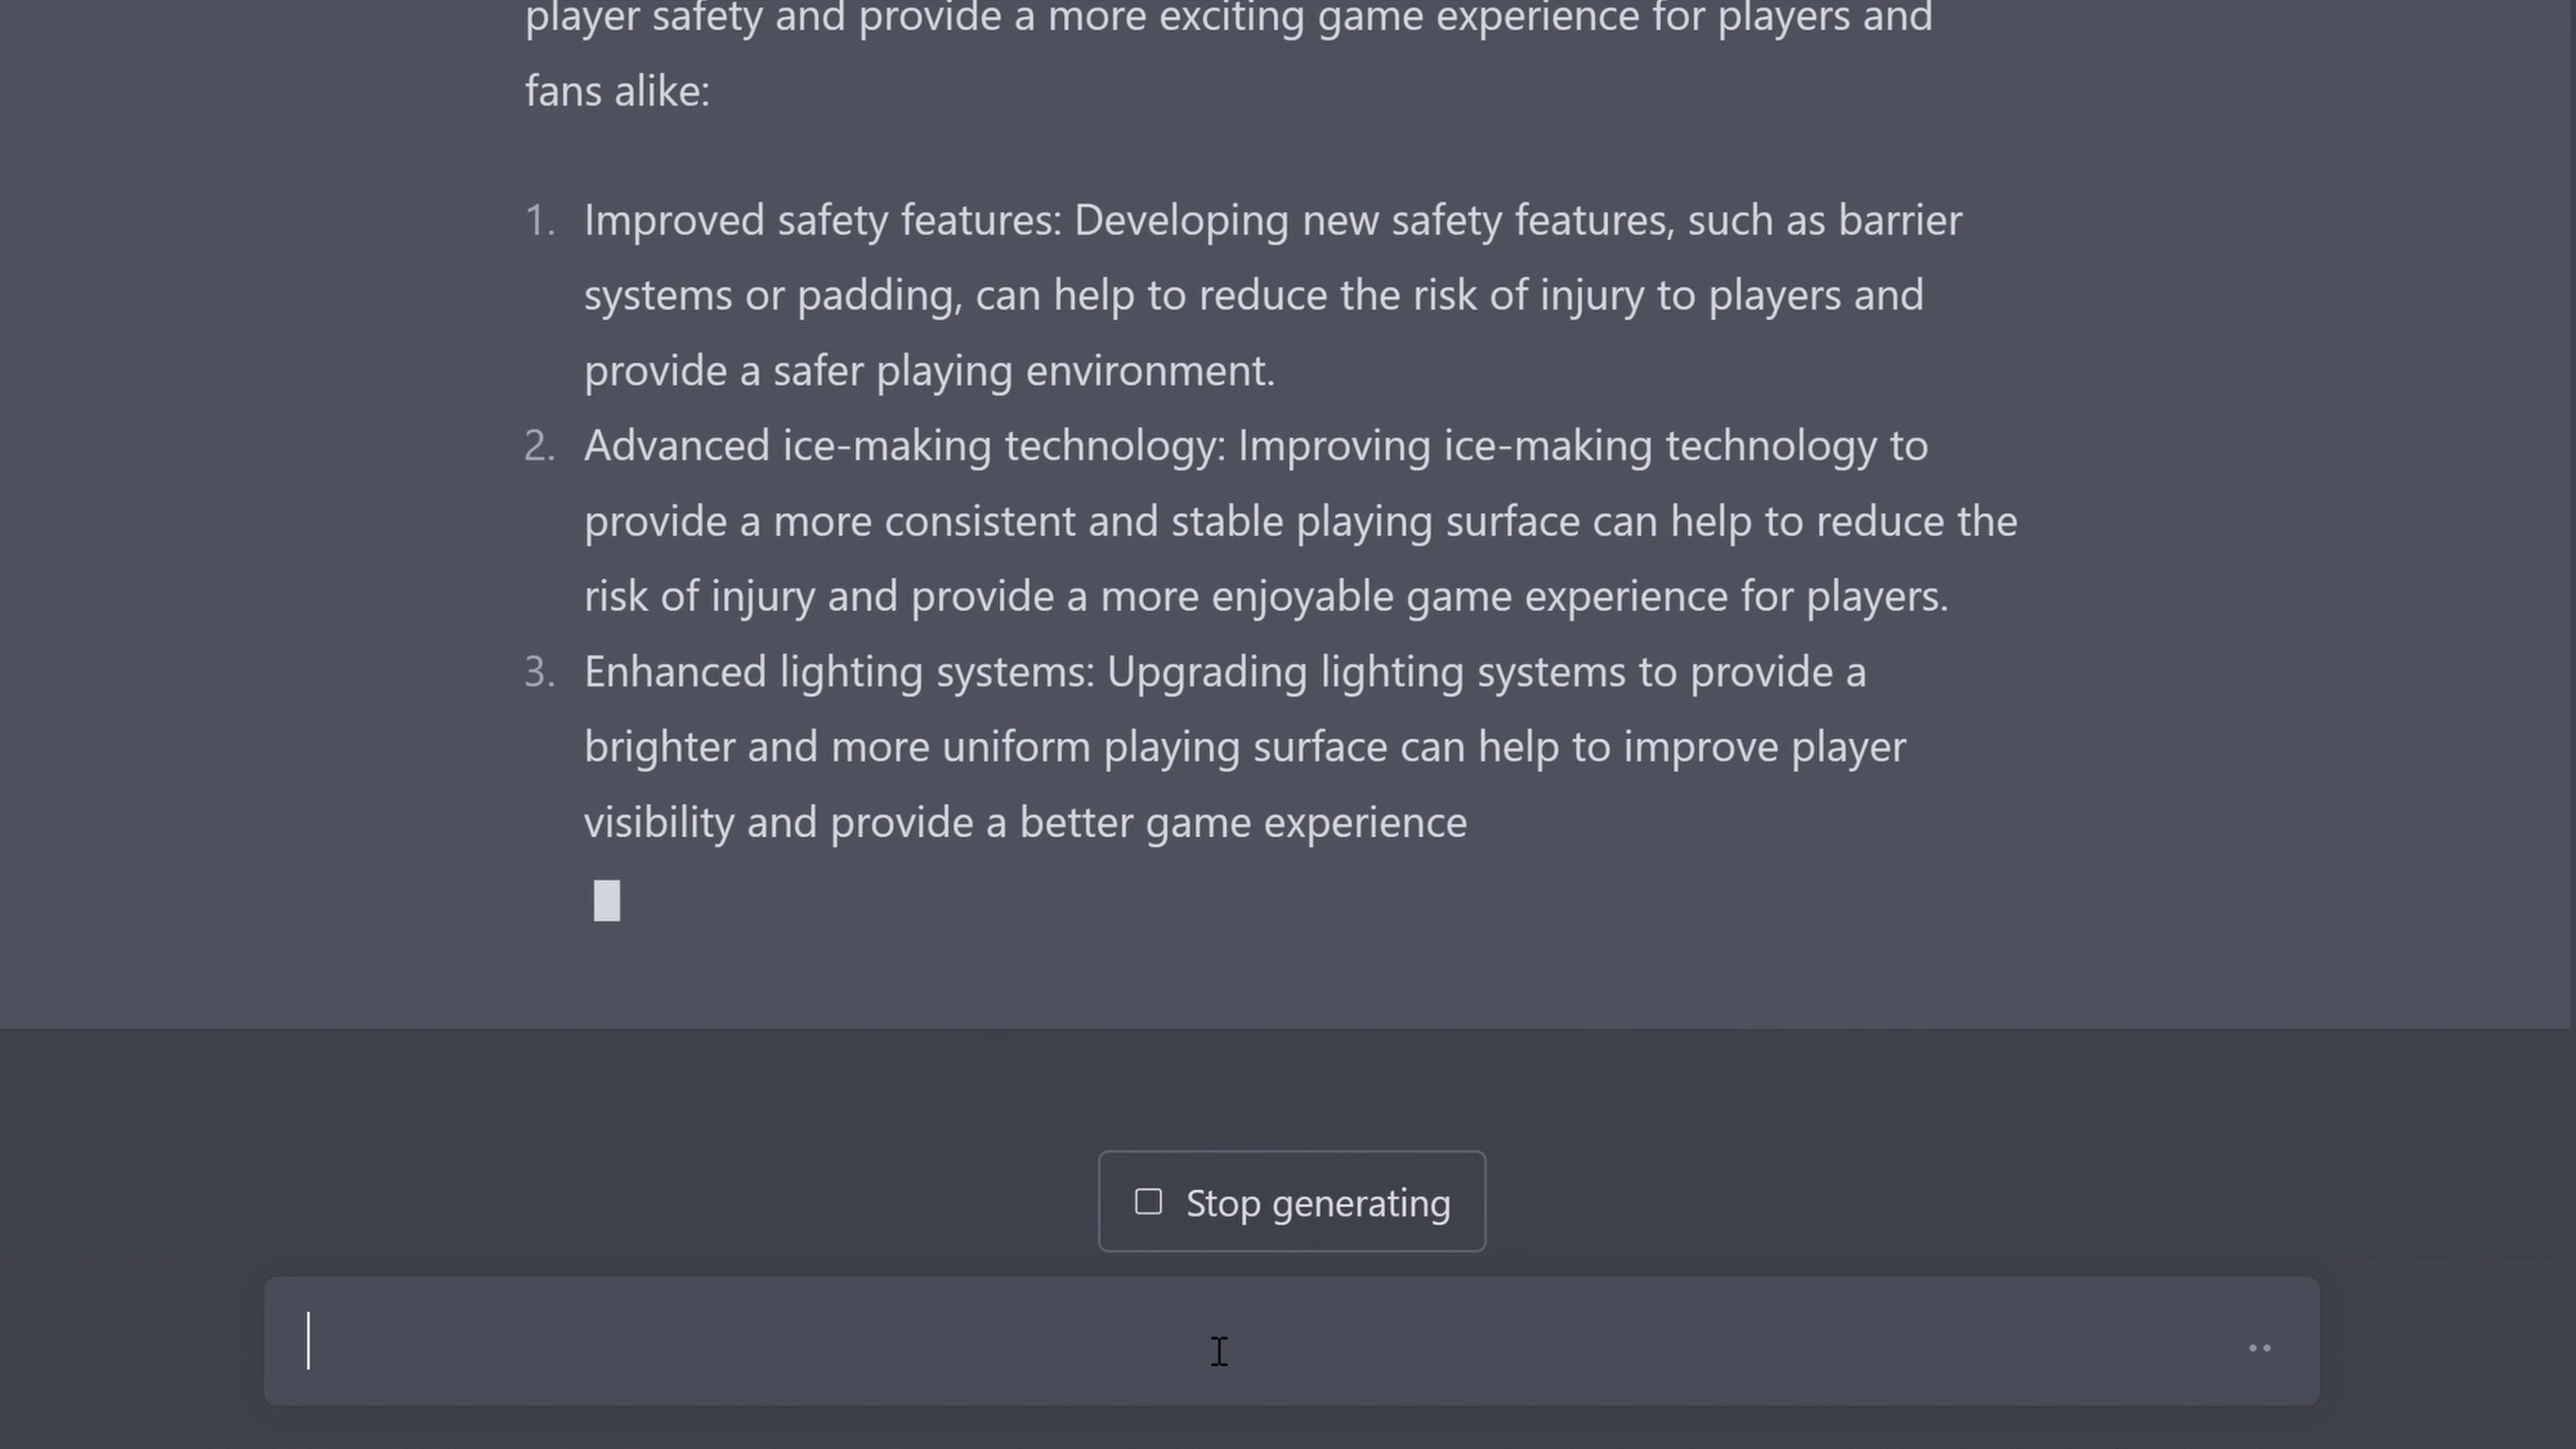 player safety and provide a more exciting game experience for players and
fans alike:
1. Improved safety features: Developing new safety features, such as barrier
systems or padding, can help to reduce the risk of injury to players and
provide a safer playing environment.
2. Advanced ice-making technology: Improving ice-making technology to
provide a more consistent and stable playing surface can help to reduce the
risk of injury and provide a more enjoyable game experience for players.
3. Enhanced lighting systems: Upgrading lighting systems to provide a
brighter and more uniform playing surface can help to improve player
visibility and provide a better game experience
Stop generating